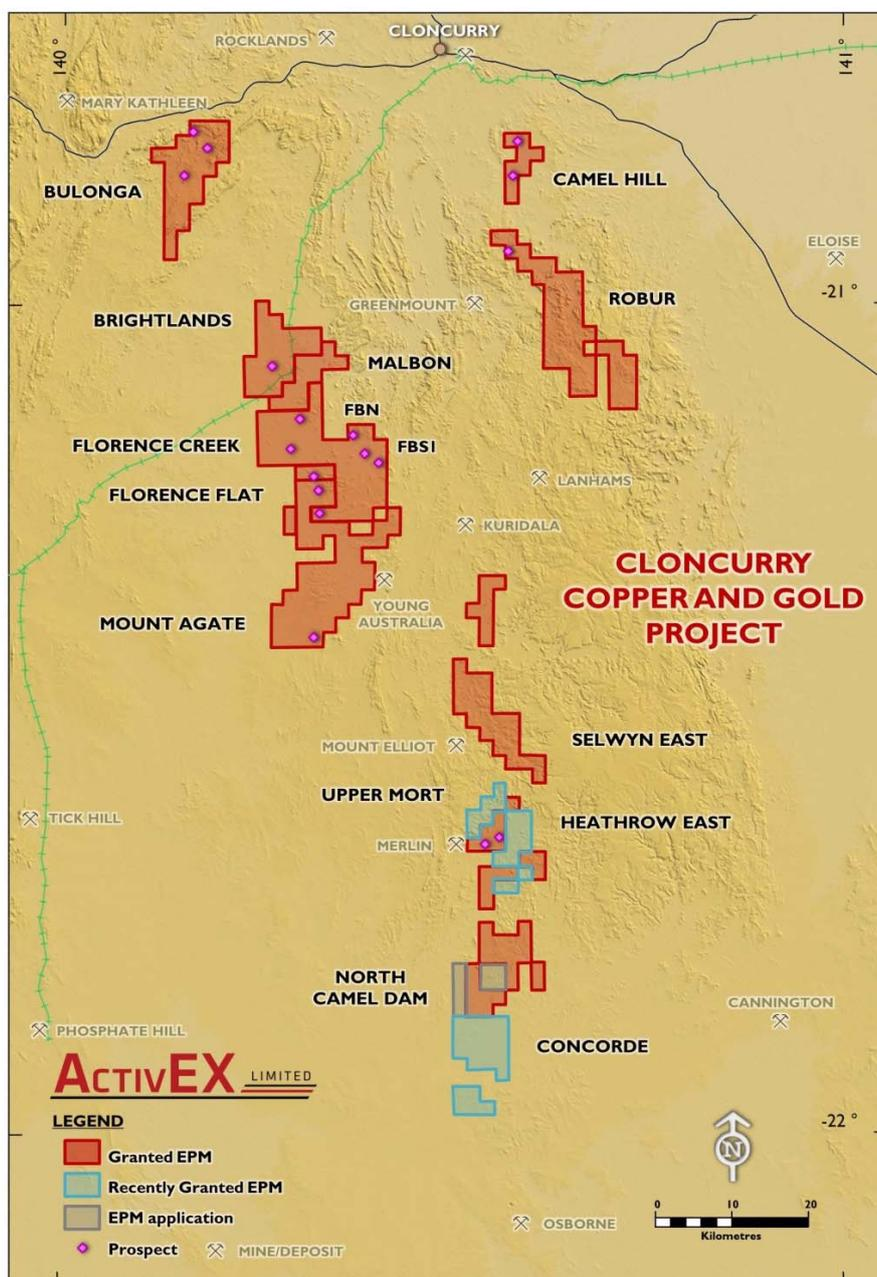 CLONCURRY
ROCKLANDS
140 °
141 °
MARY KATHLEEN
BULONGA
CAMEL HILL
ELOISE
-21 °
ROBUR
GREENMOUNT
BRIGHTLANDS
MALBON
FBN
FLORENCE CREEK
FBSI
LANHAMS
FLORENCE FLAT
KURIDALA
CLONCURRY
COPPER AND GOLD
PROJECT
YOUNG
AUSTRALIA
MOUNT AGATE
SELWYN EAST
MOUNT ELLIOT
UPPER MORT
HEATHROW EAST
TICK HILL
MERLIN
NORTH
CAMEL DAM
CANNINGTON
PHOSPHATE HILL
CONCORDE
ACTIVEX LIMITED
LEGEND
Granted EPM
Recently Granted EPM
EPM application
Prospect
MINE/DEPOSIT
OSBORNE
-22 °
N
0 10 20
Kilometres